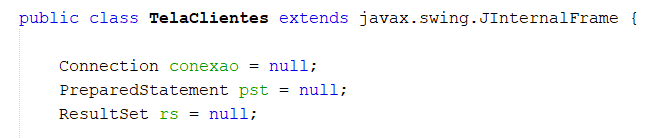 public class TelaClientes extends javax.swing.JInternalFrame {
Connection conexao = null;
PreparedStatement pst = null;
ResultSet rs = null;